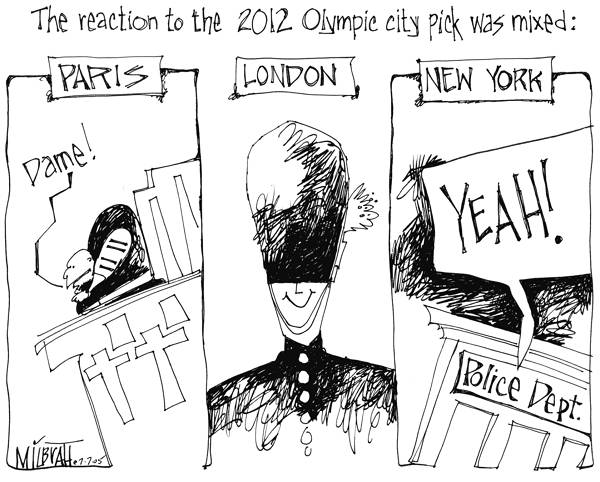 The reaction to the 2012 Olympic city pick was mixed:
PARIS
Dame!
LONDON
NEW YORK
YEAH!
Police Dept.
MILBRATH 7.7.05